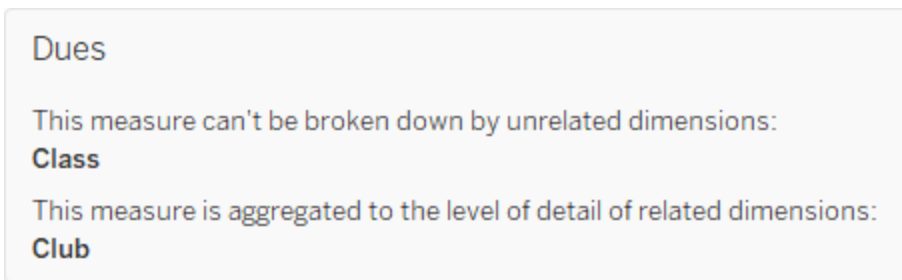 Dues
This measure can't be broken down by unrelated dimensions:
Class
This measure is aggregated to the level of detail of related dimensions:
Club